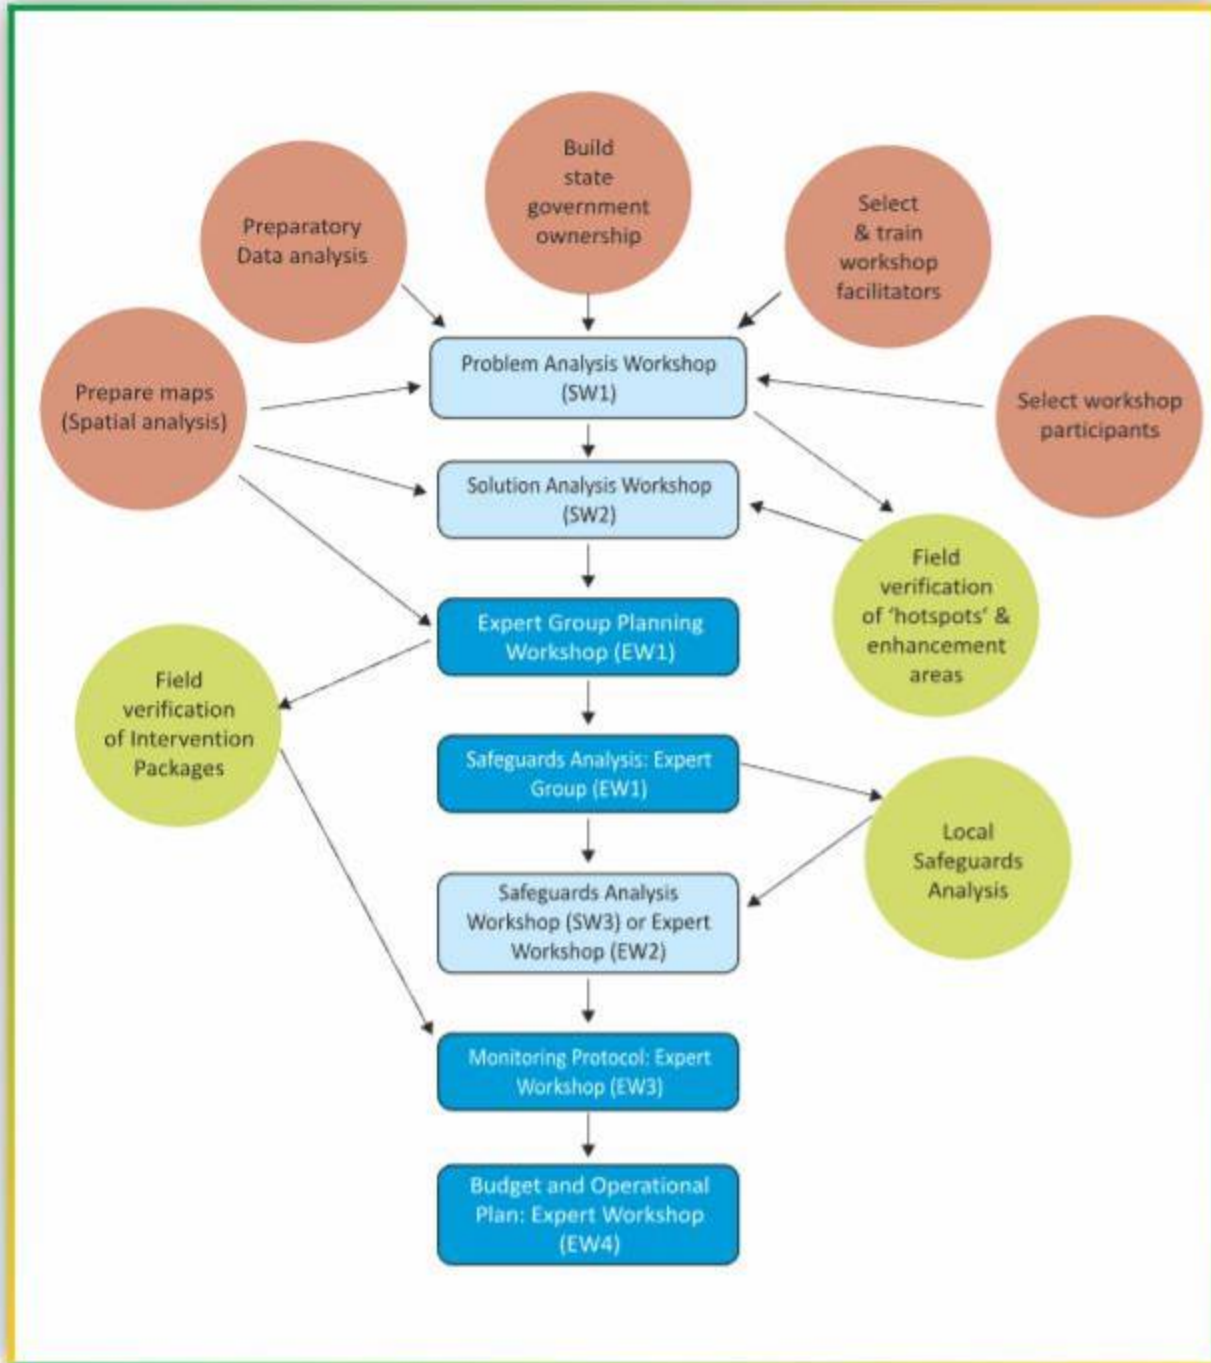 Build
state
government
ownership
Preparatory
Data analysis
Select
& train
workshop
facilitators
Prepare maps
(Spatial analysis)
Problem Analysis Workshop
(SW1)
Select workshop
participants
Solution Analysis Workshop
(SW2)
Field
verification
of ‘hotspots’ &
enhancement
areas
Expert Group Planning
Workshop (EW1)
Field
verification
of Intervention
Packages
Safeguards Analysis: Expert
Group (EW1)
Local
Safeguards
Analysis
Safeguards Analysis
Workshop (SW3) or Expert
Workshop (EW2)
Monitoring Protocol: Expert
Workshop (EW3)
Budget and Operational
Plan: Expert Workshop
(EW4)